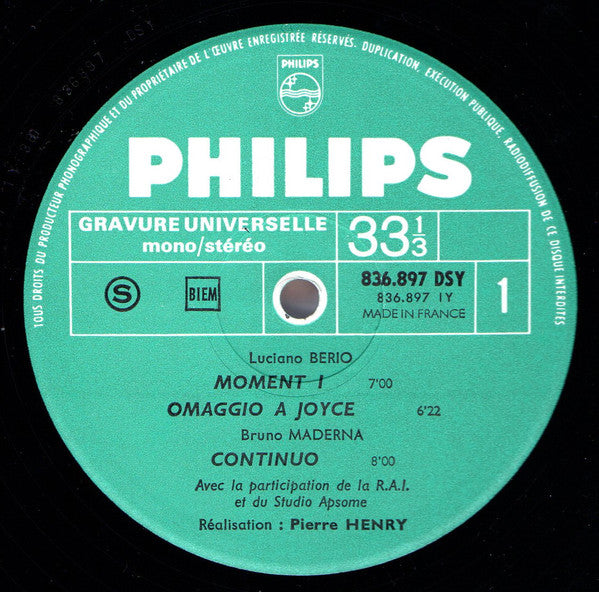 TOUS DROITS DU PRODUCTEUR PHONOGRAPHIQUE ET DU PROPRIÉTAIRE DE L'ŒUVRE ENREGISTRÉE RÉSERVÉS. DUPLICATION, EXÉCUTION PUBLIQUE, RADIODIFFUSION DE CE DISQUE INTERDITES
PHILIPS
PHILIPS
GRAVURE UNIVERSELLE
mono/stéréo
33 1/3
S
BIEM
836.897 DSY
836.897 1Y
MADE IN FRANCE
1
Luciano BERIO
MOMENT I 7'00
OMAGGIO A JOYCE 6'22
Bruno MADERNA
CONTINUO 8'00
Avec la participation de la R.A.I.
et du Studio Apsome
Réalisation : Pierre HENRY